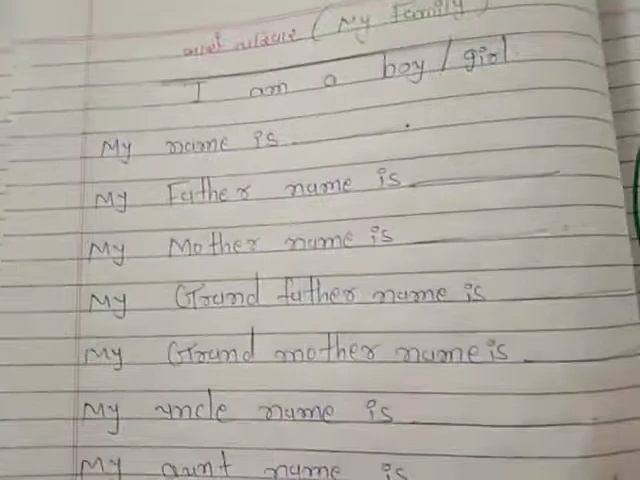 મારો પરિવાર ( My Family )
I am a boy / girl
My name is
My Father name is
My Mother name is
My Grand father name is
My Grand mother name is
My uncle name is
My aunt name is